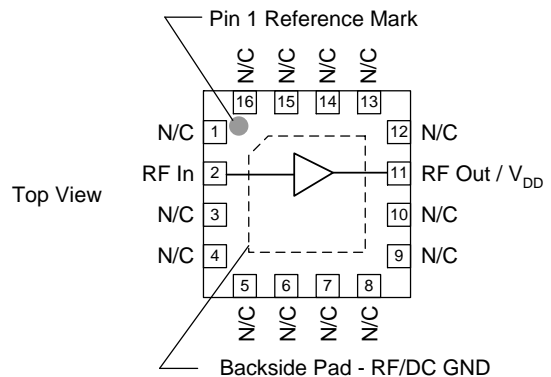 Pin 1 Reference Mark
N/C N/C N/C N/C
16 15 14 13
N/C 1 12 N/C
RF In 2 11 RF Out / VDD
Top View
N/C 3 10 N/C
N/C 4 9 N/C
5 6 7 8
N/C N/C N/C N/C
Backside Pad - RF/DC GND